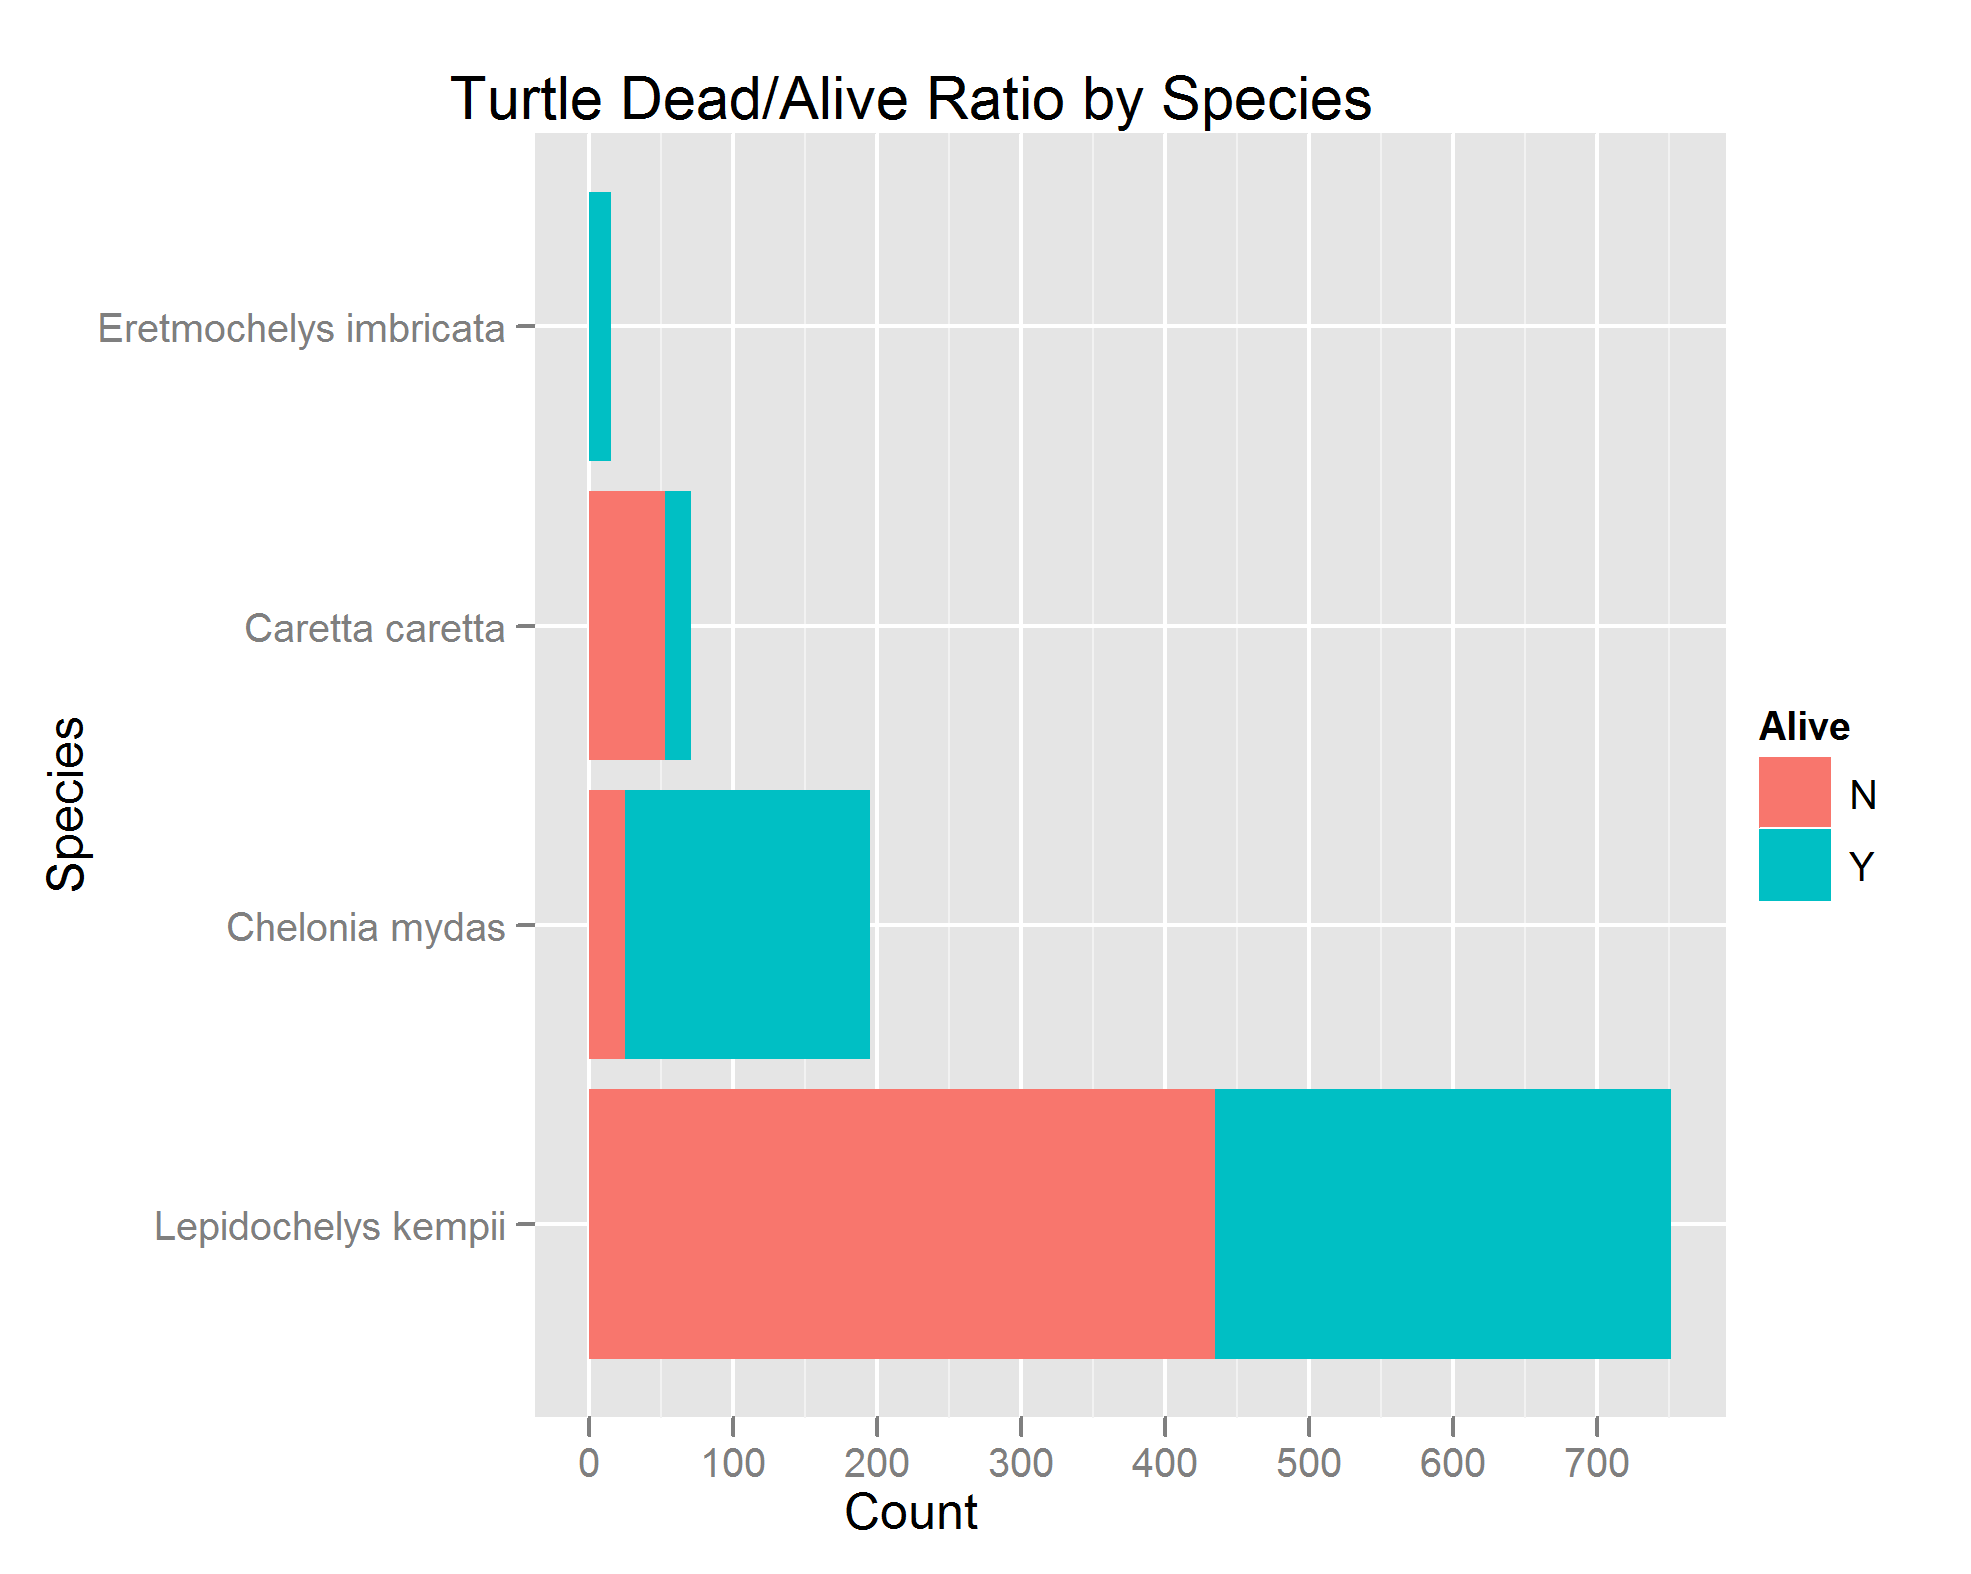 Turtle Dead/Alive Ratio by Species
Eretmochelys imbricata
Caretta caretta
Chelonia mydas
Lepidochelys kempii
Species
0 100 200 300 400 500 600 700
Count
Alive
N
Y